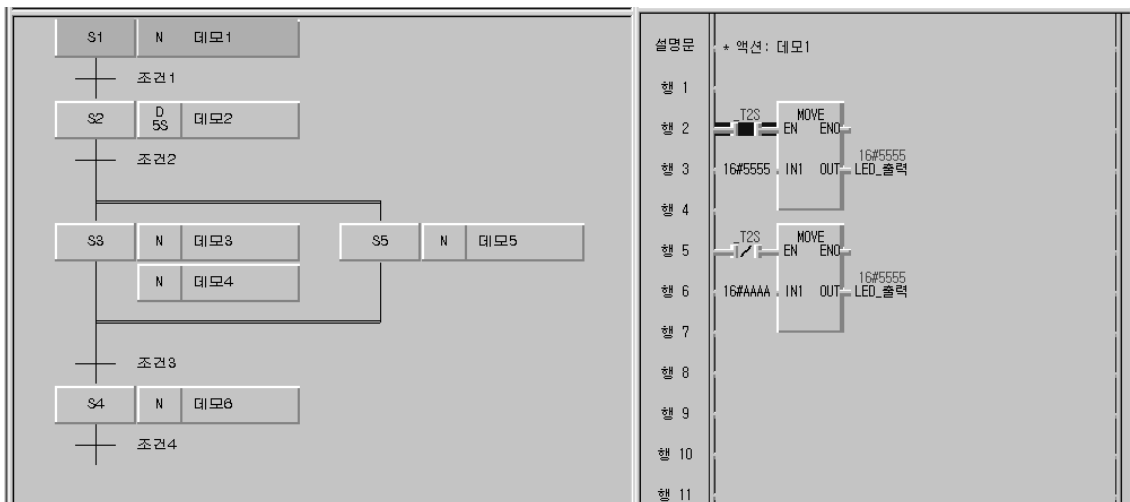 S1 N 데모1
조건1
S2 D 5S 데모2
조건2
S3 N 데모3 S5 N 데모5
N 데모4
조건3
S4 N 데모6
조건4
설명문 * 액션: 데모1
행 1
_T2S MOVE
행 2 EN ENO
16#5555
행 3 16#5555 IN1 OUT LED_출력
행 4
_T2S MOVE
행 5 EN ENO
16#5555
행 6 16#AAAA IN1 OUT LED_출력
행 7
행 8
행 9
행 10
행 11